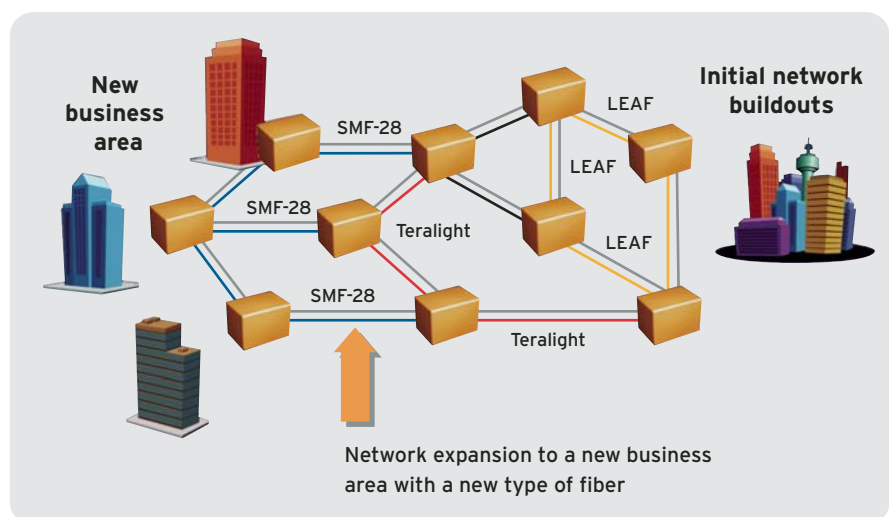 New
business
area
Initial network
buildouts
LEAF
SMF-28
LEAF
SMF-28
Teralight
LEAF
SMF-28
Teralight
Network expansion to a new business
area with a new type of fiber